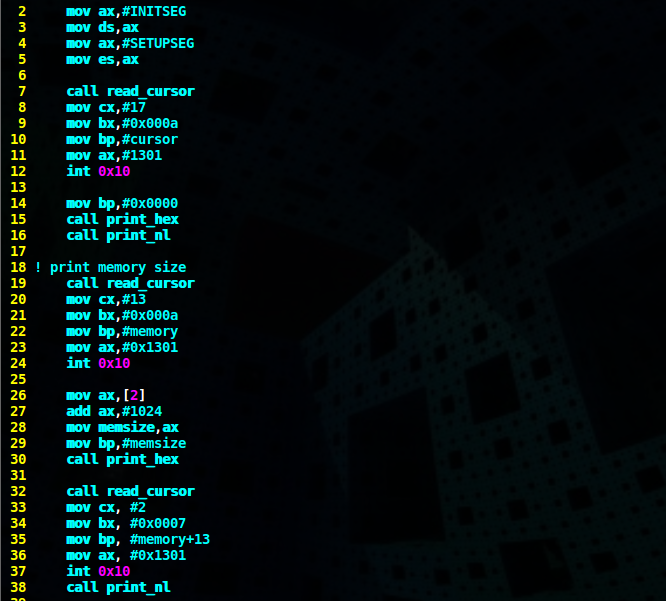 2 mov ax,#INITSEG
3 mov ds,ax
4 mov ax,#SETUPSEG
5 mov es,ax
6
7 call read_cursor
8 mov cx,#17
9 mov bx,#0x000a
10 mov bp,#cursor
11 mov ax,#1301
12 int 0x10
13
14 mov bp,#0x0000
15 call print_hex
16 call print_nl
17
18 ! print memory size
19 call read_cursor
20 mov cx,#13
21 mov bx,#0x000a
22 mov bp,#memory
23 mov ax,#0x1301
24 int 0x10
25
26 mov ax,[2]
27 add ax,#1024
28 mov memsize,ax
29 mov bp,#memsize
30 call print_hex
31
32 call read_cursor
33 mov cx, #2
34 mov bx, #0x0007
35 mov bp, #memory+13
36 mov ax, #0x1301
37 int 0x10
38 call print_nl